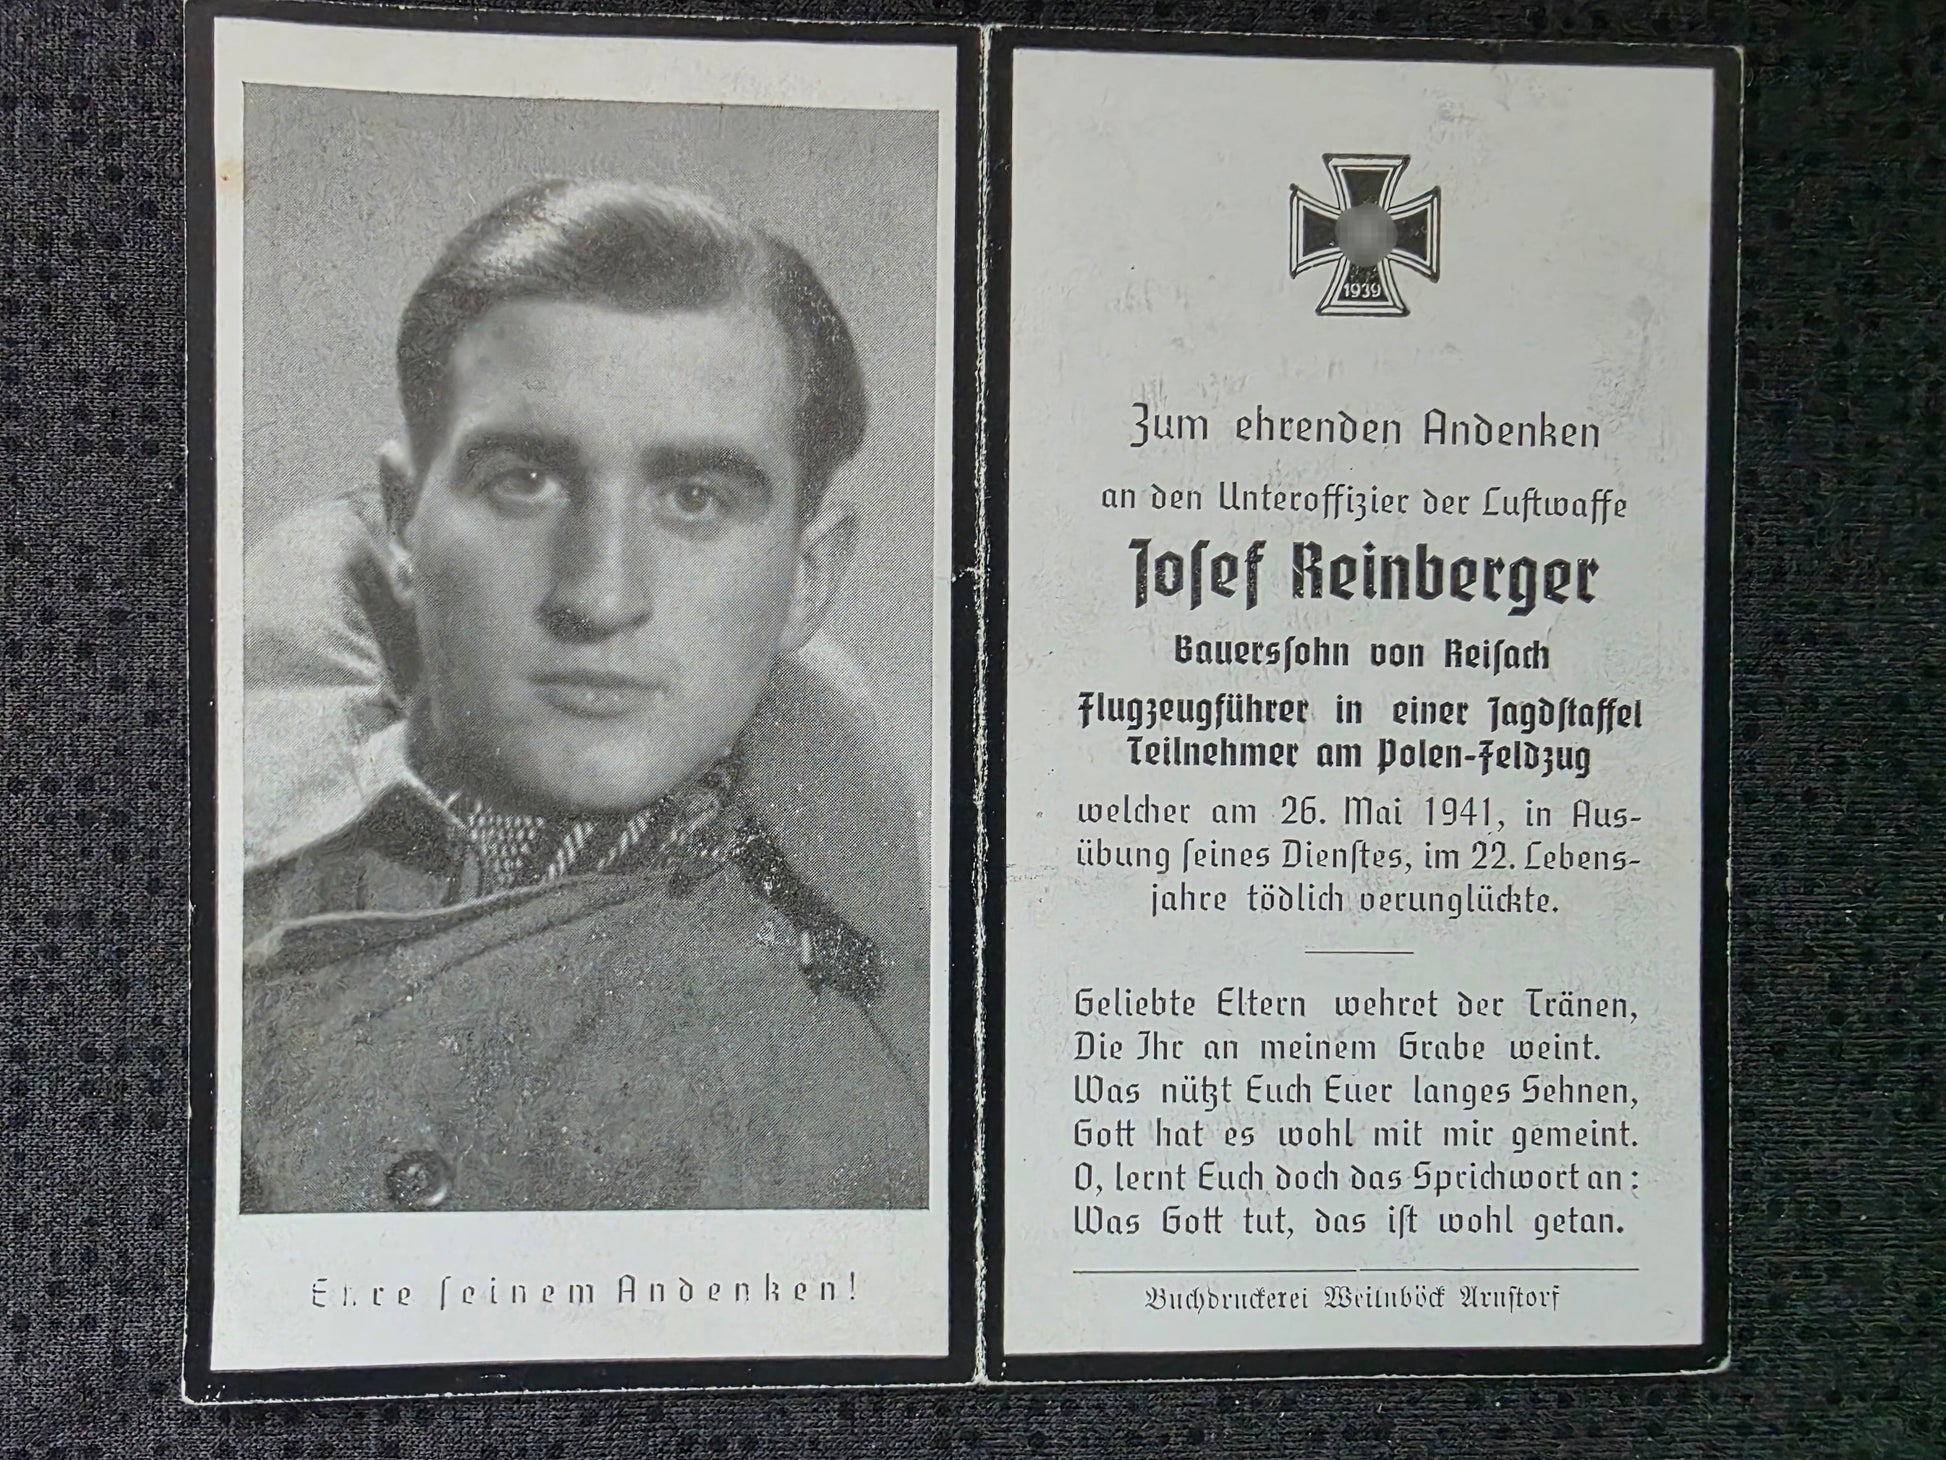 Ehre seinem Andenken!
1939
Zum ehrenden Andenken
an den Unteroffizier der Luftwaffe
Josef Reinberger
Bauerssohn von Reisach
Flugzeugführer in einer Jagdstaffel
Teilnehmer am Polen-Feldzug
welcher am 26. Mai 1941, in Aus-
übung seines Dienstes, im 22. Lebens-
jahre tödlich verunglückte.
Geliebte Eltern wehret der Tränen,
Die Ihr an meinem Grabe weint.
Was nützt Euch Euer langes Sehnen,
Gott hat es wohl mit mir gemeint.
O, lernt Euch doch das Sprichwort an:
Was Gott tut, das ist wohl getan.
Buchdruckerei Weilnböck Arnstorf